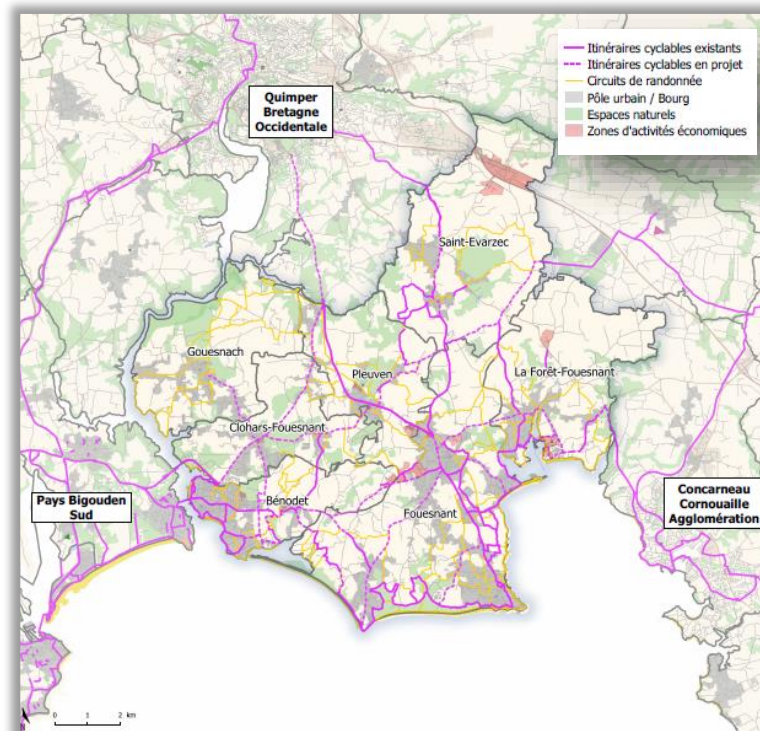 Itinéraires cyclables existants
Itinéraires cyclables en projet
Circuits de randonnée
Pôle urbain / Bourg
Espaces naturels
Zones d'activités économiques
Quimper
Bretagne
Occidentale
Saint-Evarzec
Gouesnach
Pleuven
La Forêt-Fouesnant
Clohars-Fouesnant
Pays Bigouden
Sud
Bénodet
Fouesnant
Concarneau
Cornouaille
Agglomération
N
0 1 2 km